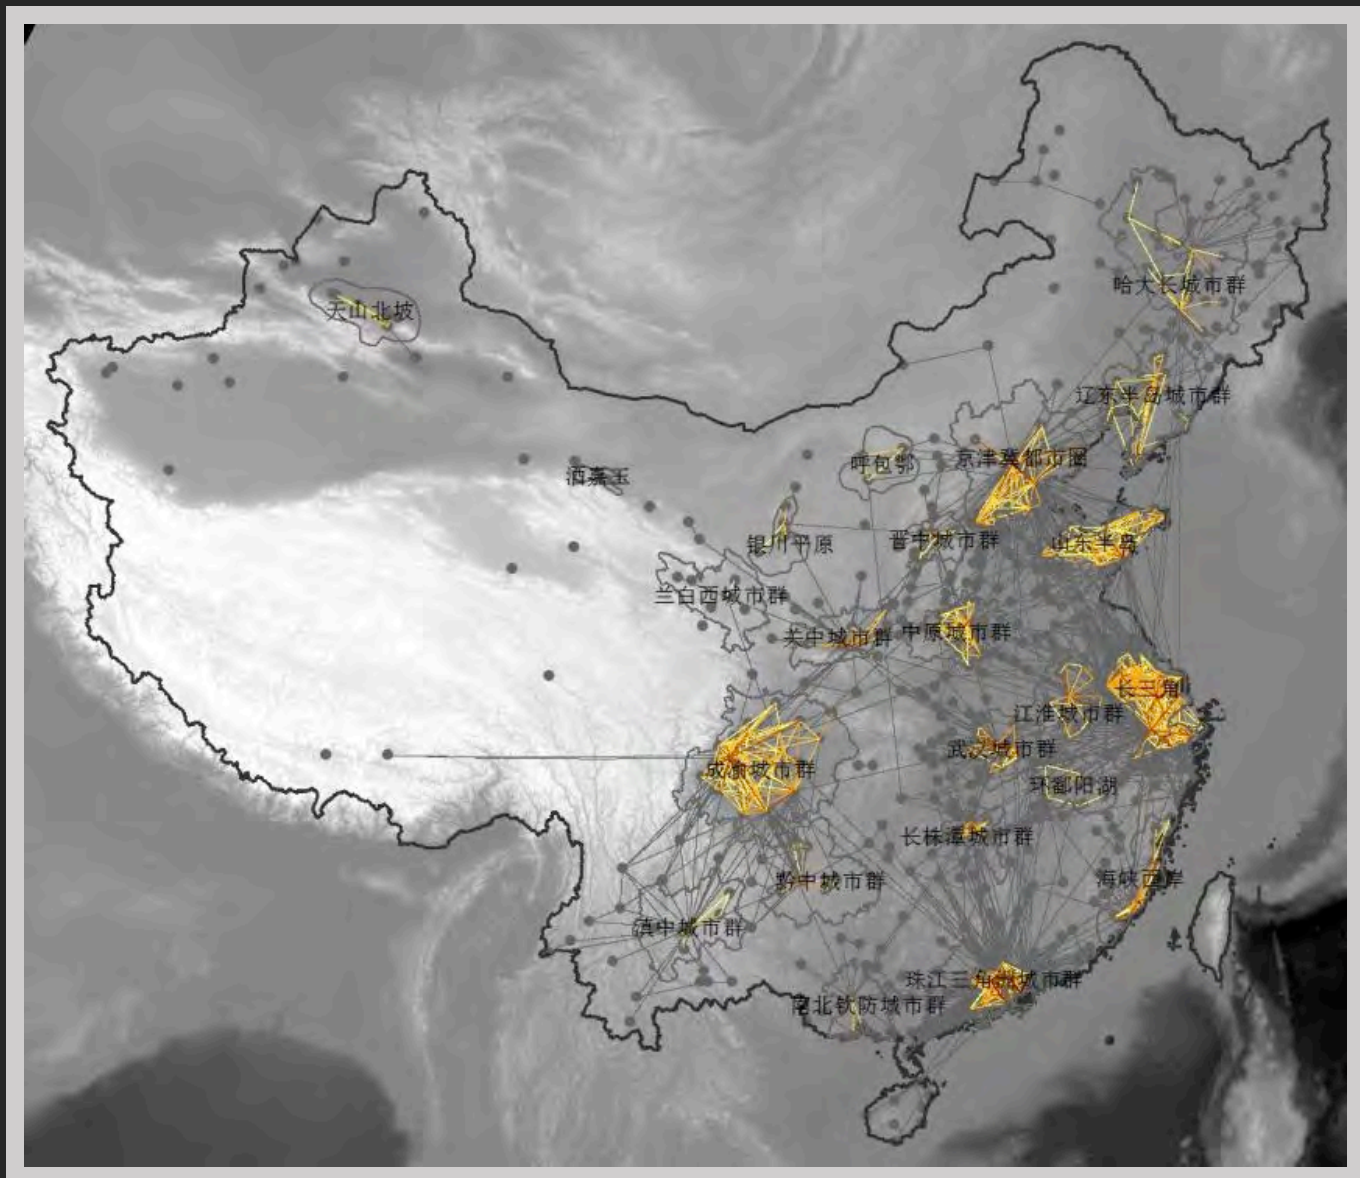 哈大长城市群
天山北坡
辽东半岛城市群
呼包鄂
京津冀都市圈
酒嘉玉
银川平原
晋中城市群
山东半岛
兰白西城市群
关中城市群
中原城市群
长三角
江淮城市群
武汉城市群
成渝城市群
环鄱阳湖
长株潭城市群
黔中城市群
海峡西岸
滇中城市群
珠江三角洲城市群
南北钦防城市群